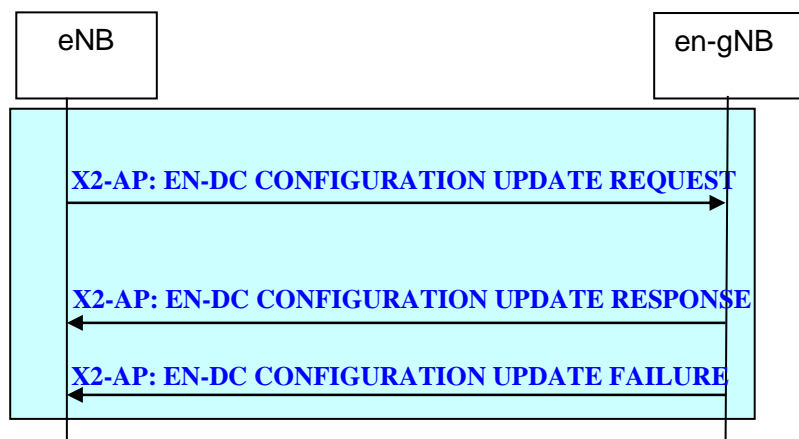 eNB
en-gNB
X2-AP: EN-DC CONFIGURATION UPDATE REQUEST
X2-AP: EN-DC CONFIGURATION UPDATE RESPONSE
X2-AP: EN-DC CONFIGURATION UPDATE FAILURE